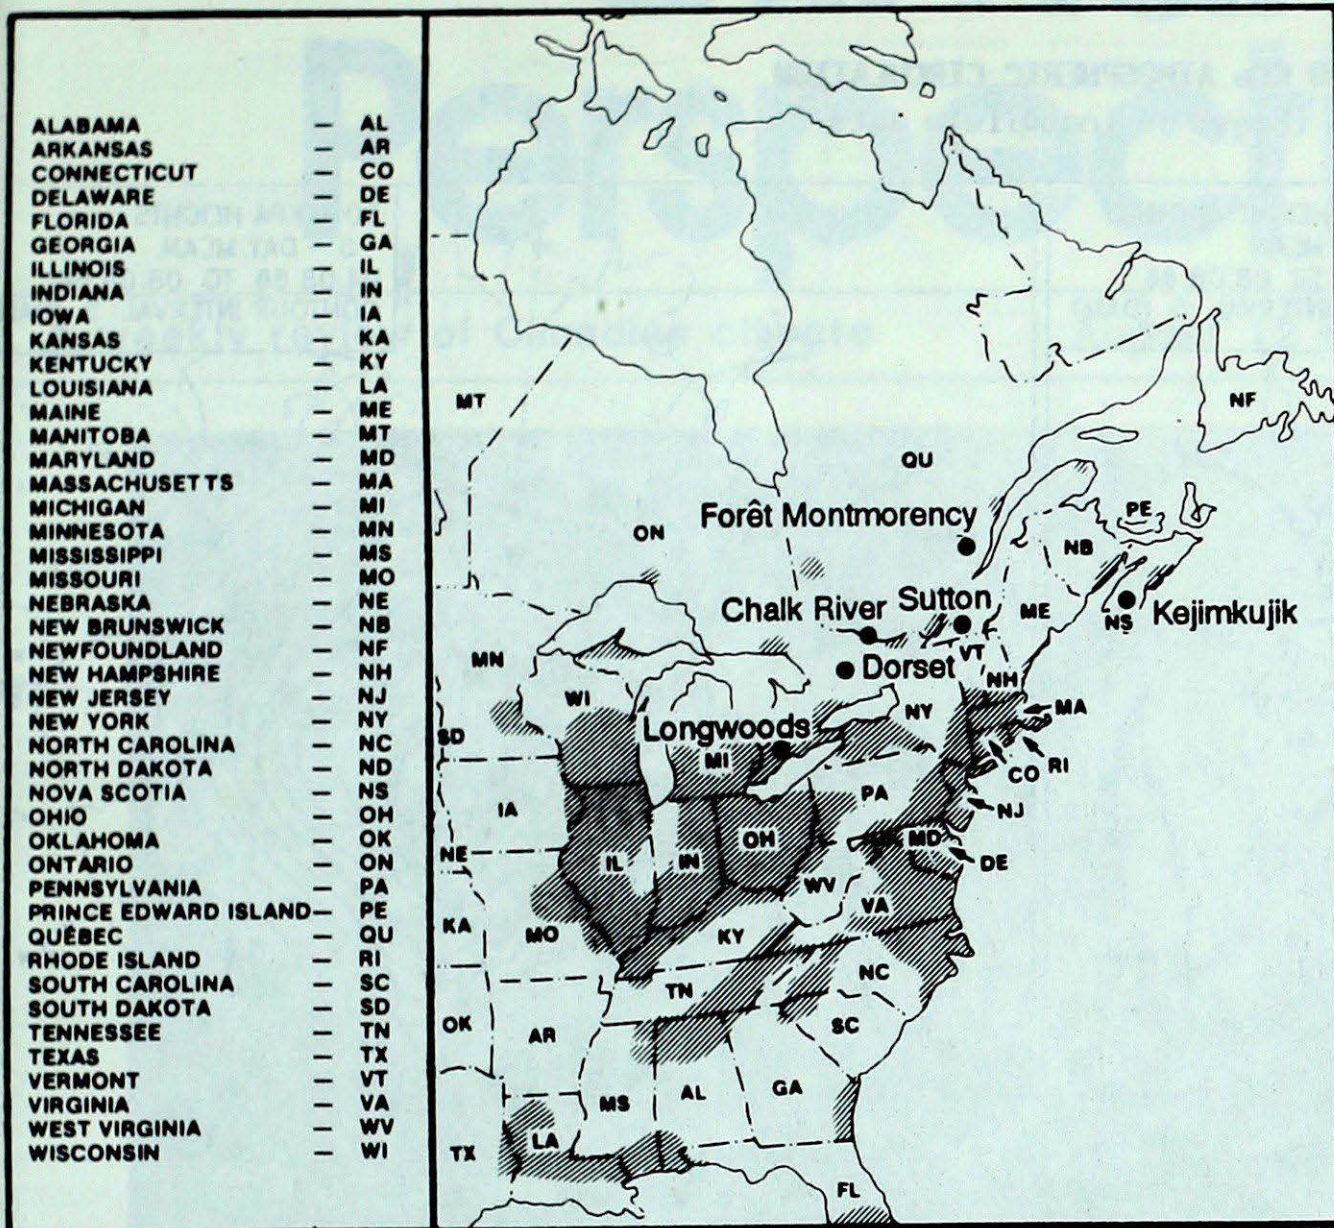 ALABAMA — AL
ARKANSAS — AR
CONNECTICUT — CO
DELAWARE — DE
FLORIDA — FL
GEORGIA — GA
ILLINOIS — IL
INDIANA — IN
IOWA — IA
KANSAS — KA
KENTUCKY — KY
LOUISIANA — LA
MAINE — ME
MANITOBA — MT
MARYLAND — MD
MASSACHUSETTS — MA
MICHIGAN — MI
MINNESOTA — MN
MISSISSIPPI — MS
MISSOURI — MO
NEBRASKA — NE
NEW BRUNSWICK — NB
NEWFOUNDLAND — NF
NEW HAMPSHIRE — NH
NEW JERSEY — NJ
NEW YORK — NY
NORTH CAROLINA — NC
NORTH DAKOTA — ND
NOVA SCOTIA — NS
OHIO — OH
OKLAHOMA — OK
ONTARIO — ON
PENNSYLVANIA — PA
PRINCE EDWARD ISLAND — PE
QUÉBEC — QU
RHODE ISLAND — RI
SOUTH CAROLINA — SC
SOUTH DAKOTA — SD
TENNESSEE — TN
TEXAS — TX
VERMONT — VT
VIRGINIA — VA
WEST VIRGINIA — WV
WISCONSIN — WI
MT
NF
QU
Forêt Montmorency
PE
ON
NB
Chalk River
Sutton
ME
NS
Kejimkujik
MN
Dorset
VT
NH
WI
NY
MA
SD
Longwoods
MI
CO
RI
IA
PA
NJ
NE
IL
IN
OH
MD
DE
WV
VA
KA
MO
KY
NC
TN
OK
AR
SC
MS
AL
GA
TX
LA
FL